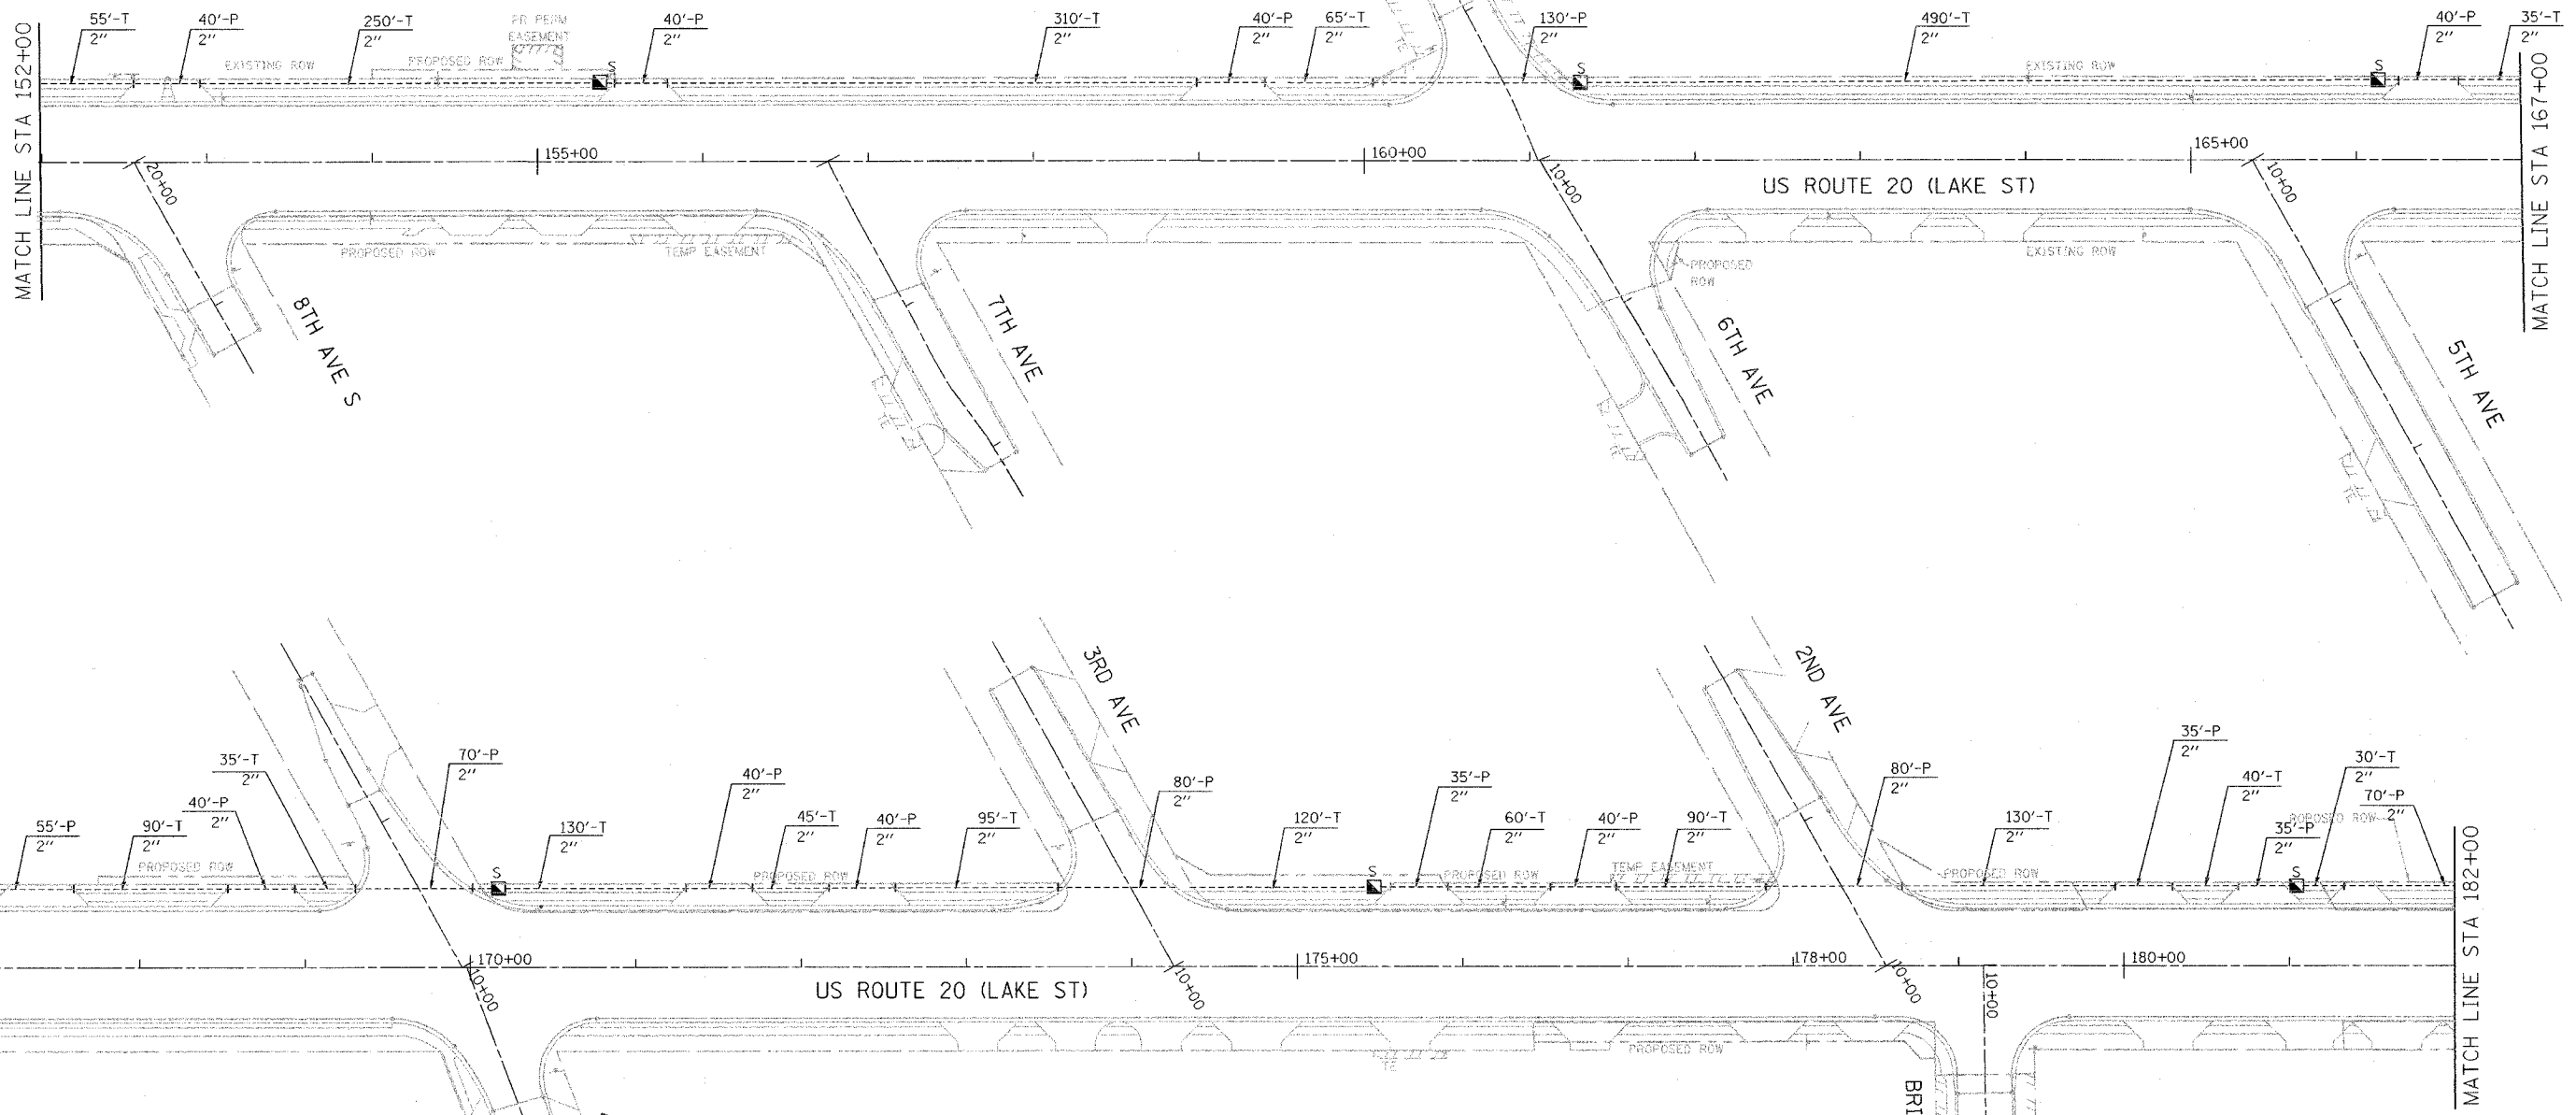 55'-T
2"
40'-P
2"
250'-T
2"
PR PERM
EASEMENT
40'-P
2"
310'-T
2"
40'-P
2"
65'-T
2"
130'-P
2"
490'-T
2"
40'-P
2"
35'-T
2"
MATCH LINE STA 152+00
EXISTING ROW
PROPOSED ROW
S
S
EXISTING ROW
S
MATCH LINE STA 167+00
20+00
155+00
160+00
10+00
165+00
10+00
US ROUTE 20 (LAKE ST)
PROPOSED ROW
TEMP EASEMENT
PROPOSED
ROW
EXISTING ROW
8TH AVE S
7TH AVE
6TH AVE
5TH AVE
3RD AVE
2ND AVE
55'-P
2"
90'-T
2"
40'-P
2"
35'-T
2"
70'-P
2"
130'-T
2"
40'-P
2"
45'-T
2"
40'-P
2"
95'-T
2"
80'-P
2"
120'-T
2"
35'-P
2"
60'-T
2"
40'-P
2"
90'-T
2"
80'-P
2"
130'-T
2"
35'-P
2"
40'-T
2"
35'-P
2"
30'-T
2"
70'-P
2"
PROPOSED ROW
S
PROPOSED ROW
S
PROPOSED ROW
TEMP EASEMENT
PROPOSED ROW
S
ROPOSED ROW
MATCH LINE STA 182+00
170+00
10+00
175+00
10+00
178+00
10+00
10+00
180+00
US ROUTE 20 (LAKE ST)
TE
PROPOSED ROW
BRI